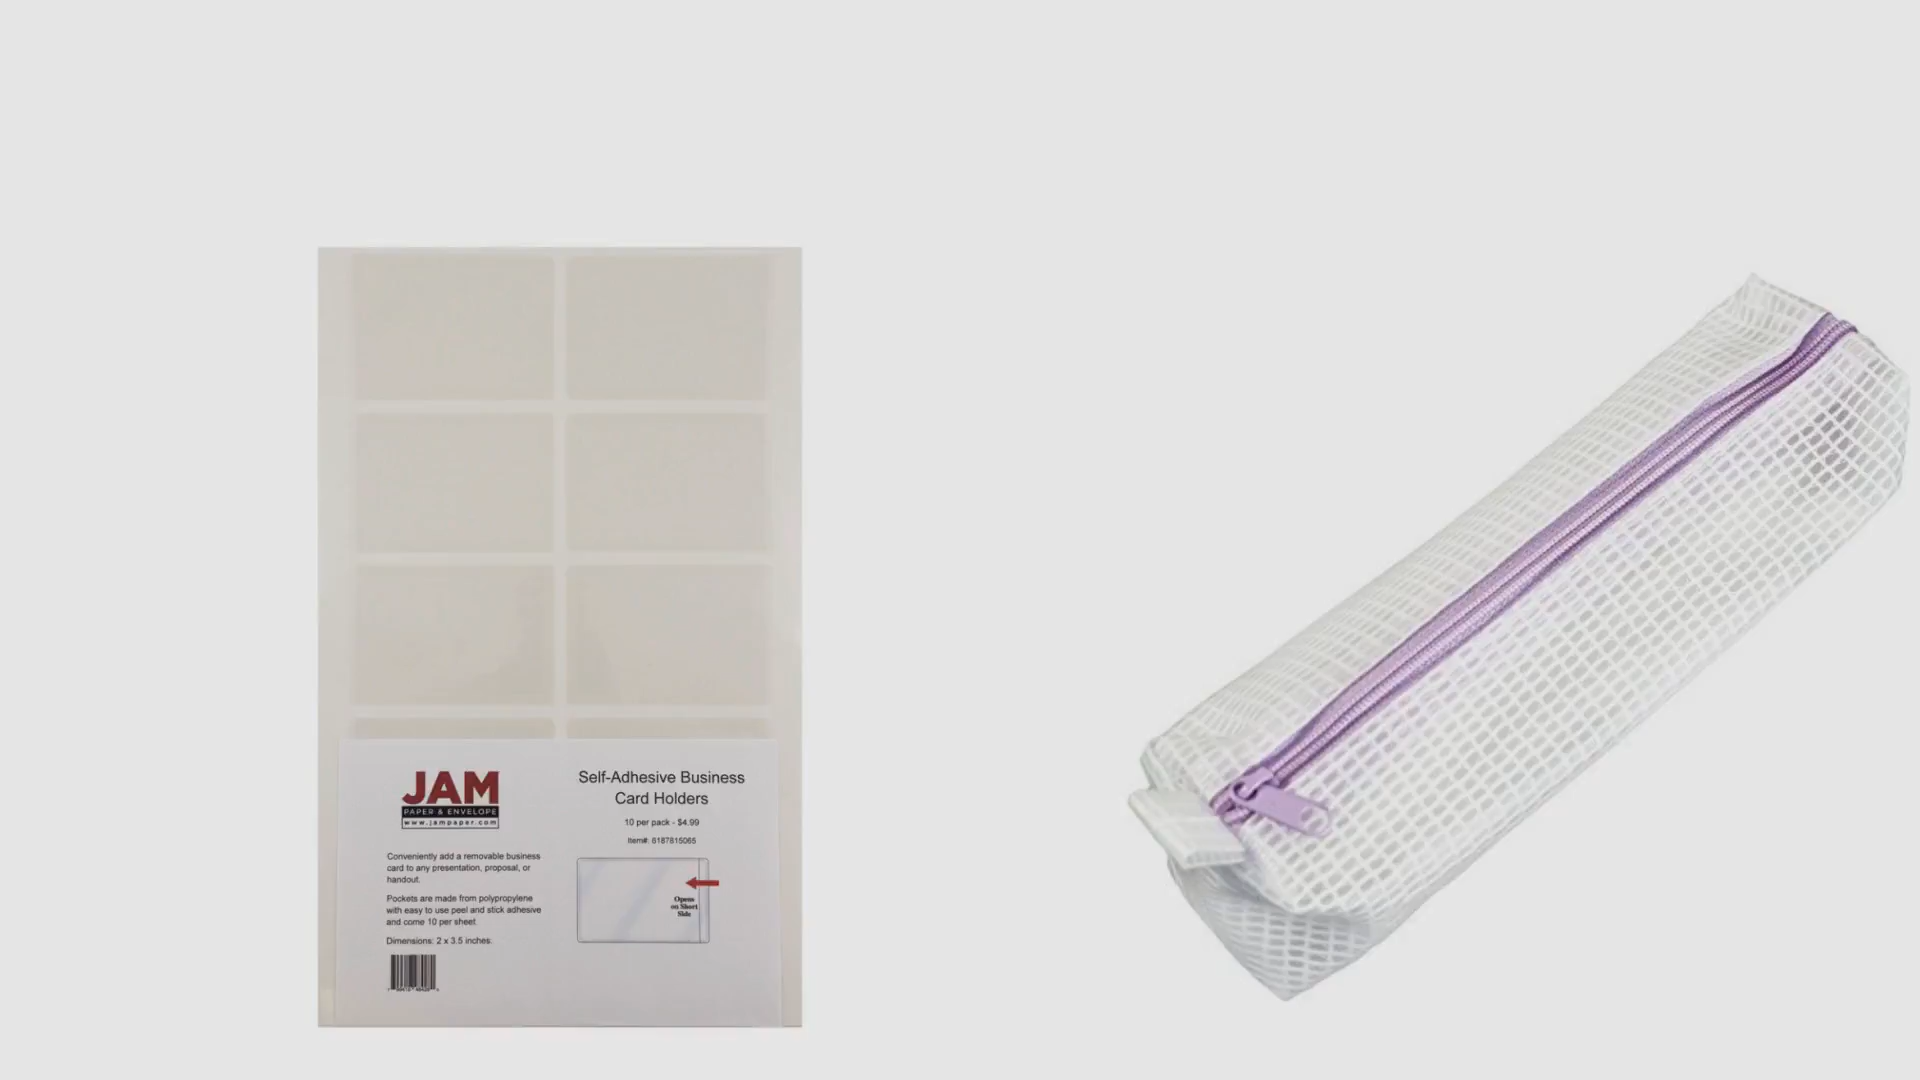 JAM
PAPER & ENVELOPE
www.jampaper.com
Self-Adhesive Business
Card Holders
10 per pack - $4.99
Item#: 8187815065
Conveniently add a removable business
card to any presentation, proposal, or
handout.
Pockets are made from polypropylene
with easy to use peel and stick adhesive
and come 10 per sheet.
Dimensions: 2 x 3.5 inches.
Opens
on Short
Side